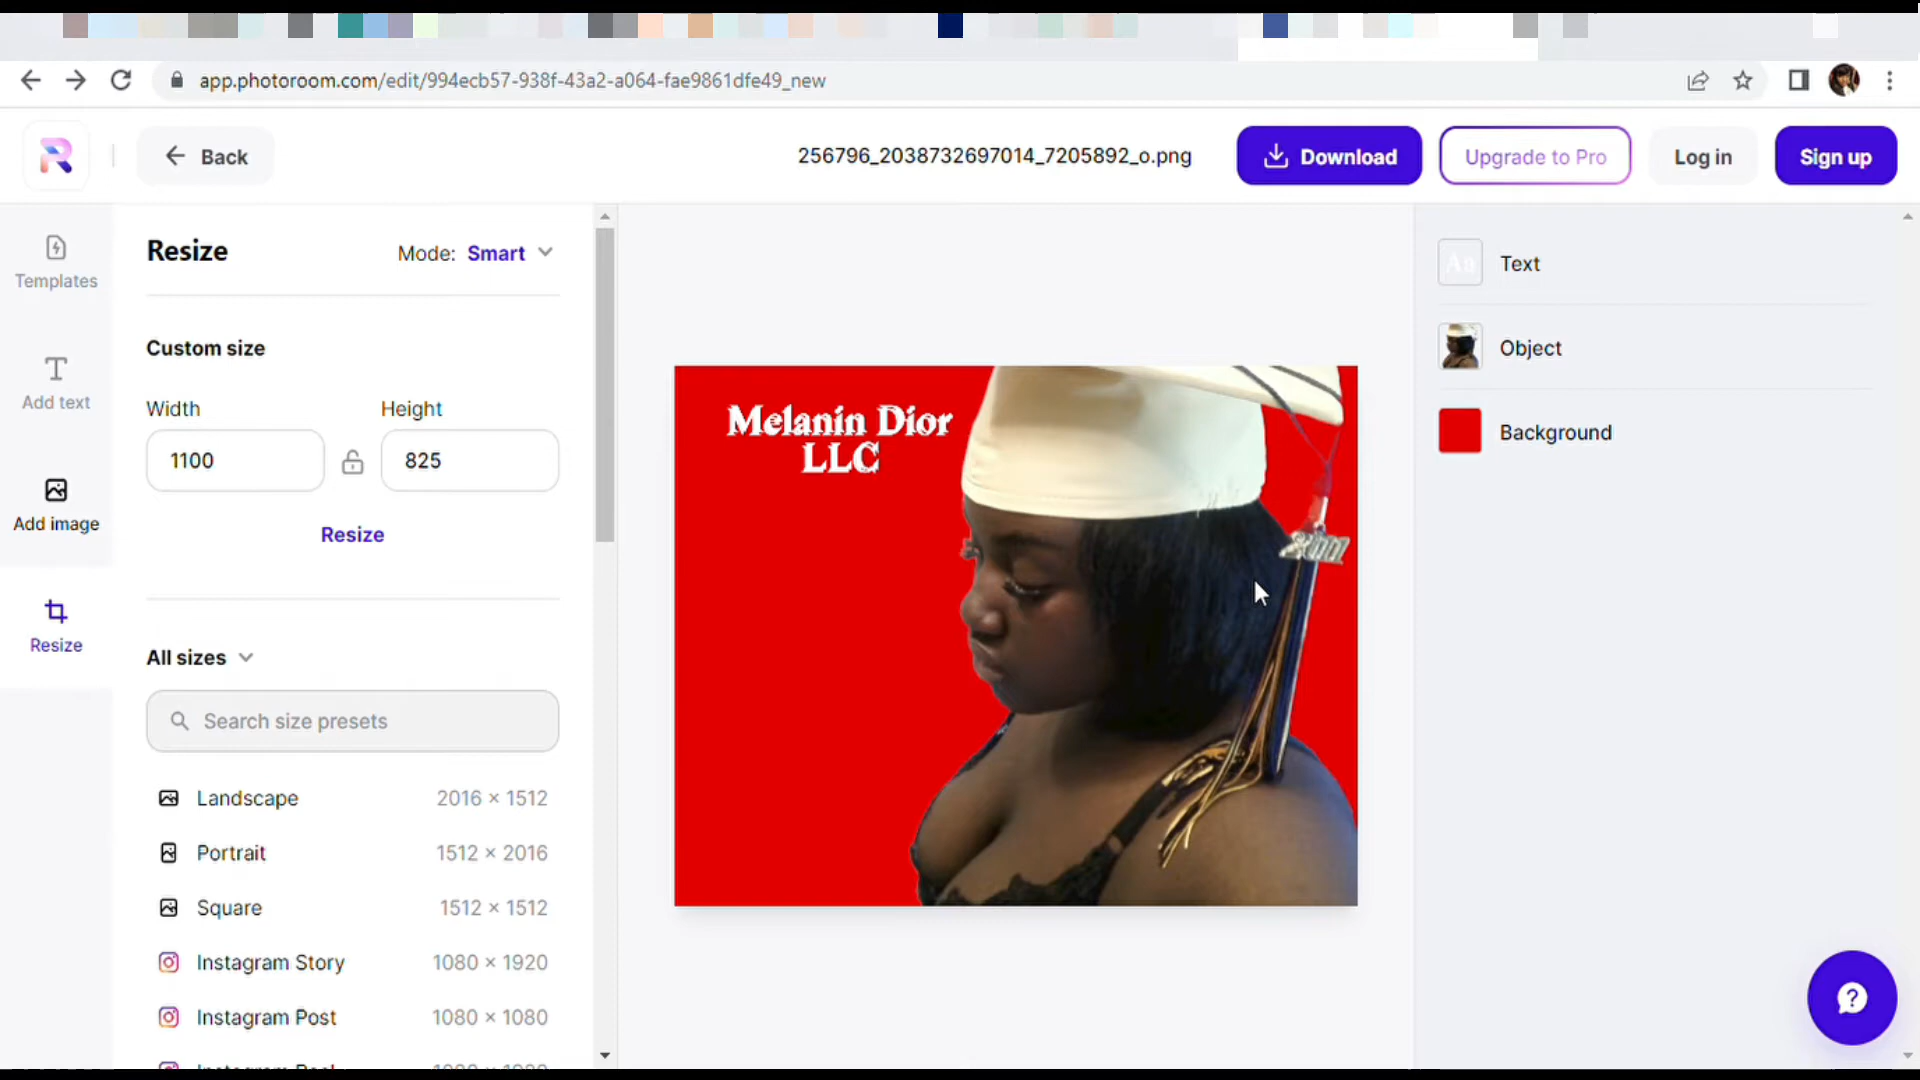 app.photoroom.com/edit/994ecb57-938f-43a2-a064-fae9861dfe49_new
Back
256796_2038732697014_7205892_o.png
Download
Upgrade to Pro
Log in
Sign up
Templates
Add text
Add image
Resize
Resize
Mode: Smart
Custom size
Width
Height
1100
825
Resize
All sizes
Search size presets
Landscape 2016 × 1512
Portrait 1512 × 2016
Square 1512 × 1512
Instagram Story 1080 × 1920
Instagram Post 1080 × 1080
Melanin Dior
LLC
Aa
Text
Object
Background